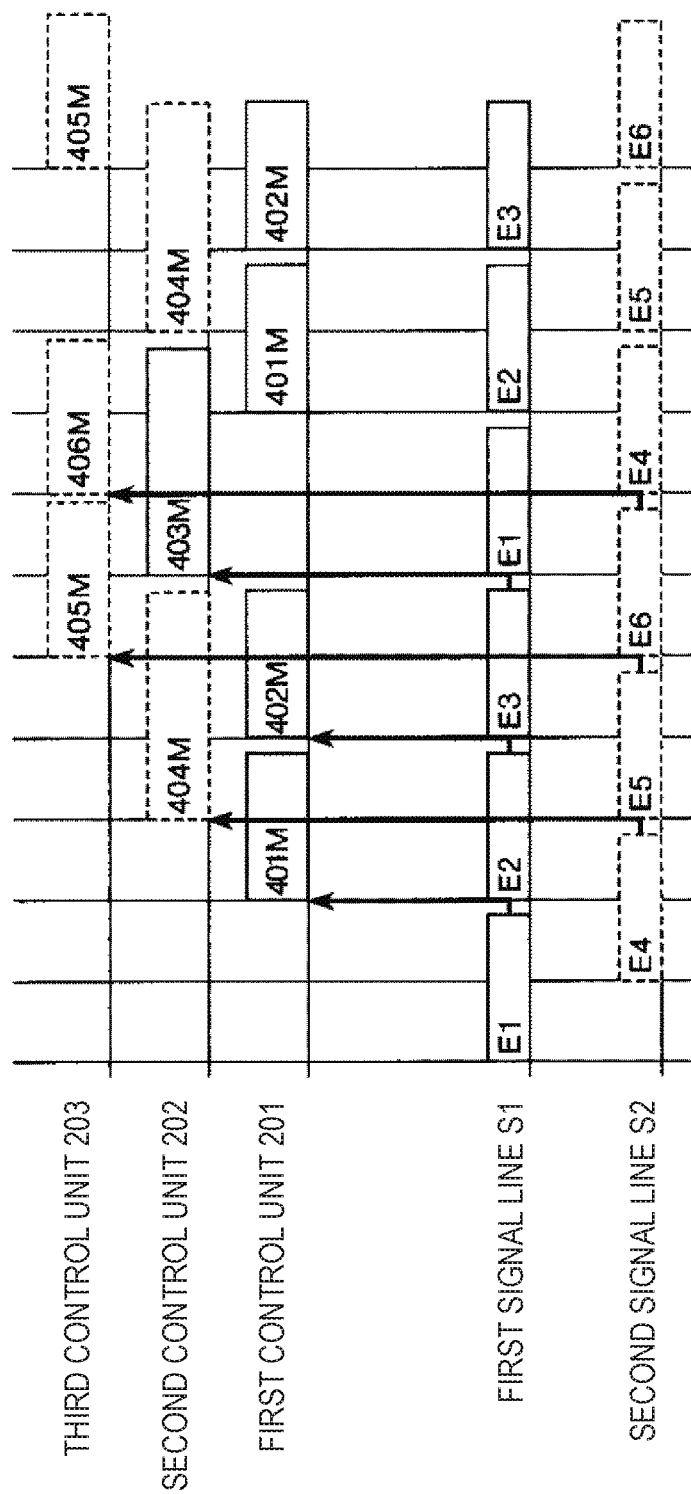 THIRD CONTROL UNIT 203
405M
406M
405M
SECOND CONTROL UNIT 202
404M
403M
404M
FIRST CONTROL UNIT 201
401M
402M
401M
402M
FIRST SIGNAL LINE S1
E1
E2
E3
E1
E2
E3
SECOND SIGNAL LINE S2
E4
E5
E6
E4
E5
E6